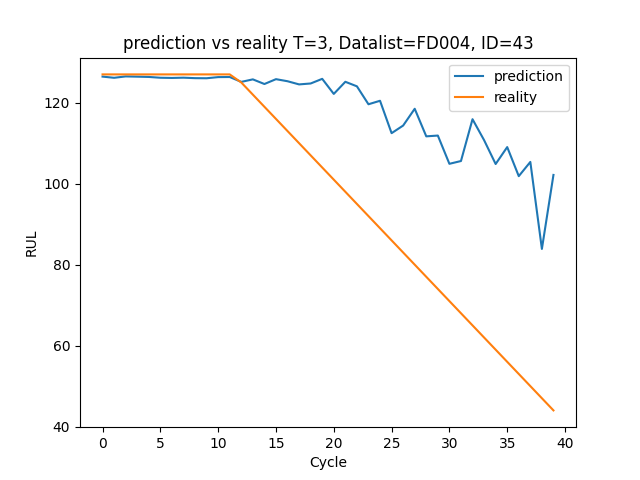 prediction vs reality T=3, Datalist=FD004, ID=43
prediction
reality
120
100
80
60
40
RUL
0 5 10 15 20 25 30 35 40
Cycle